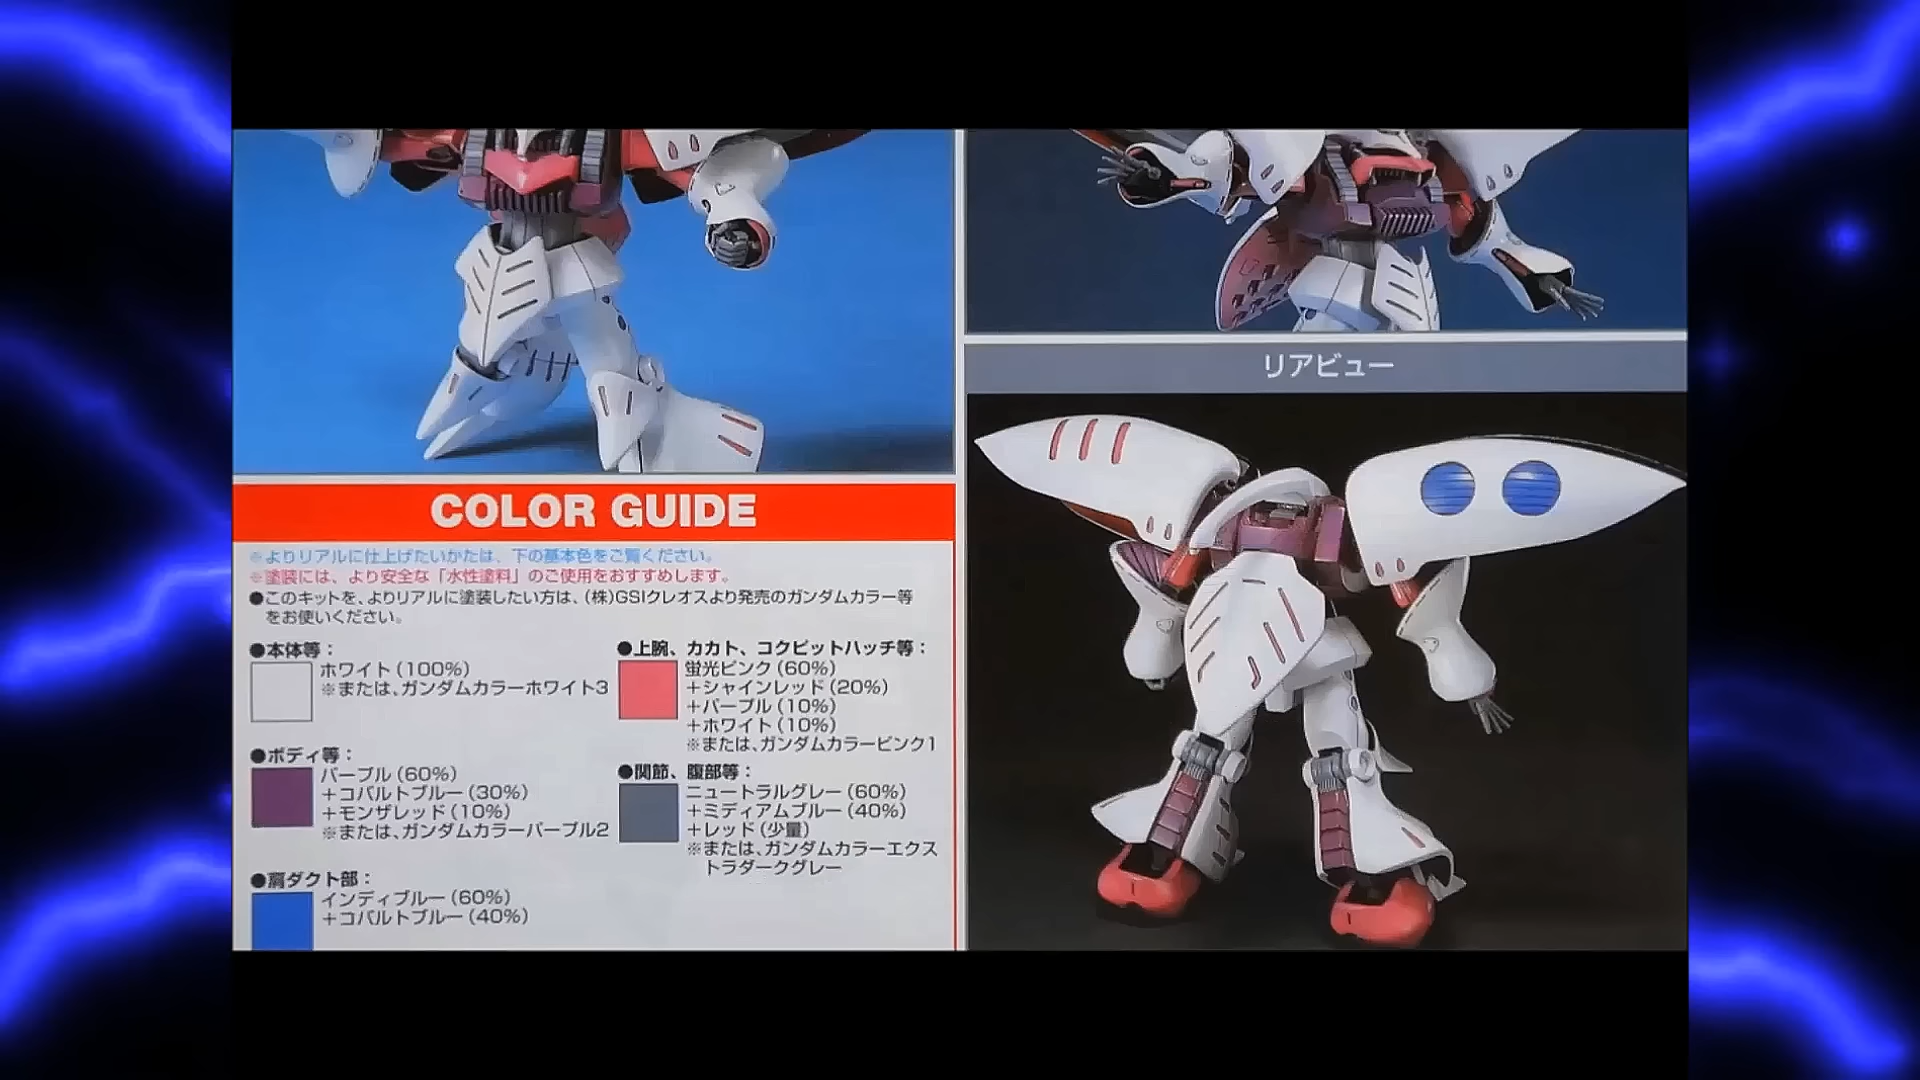 リアビュー
COLOR GUIDE
※よりリアルに仕上げたいかたは、下の基本色をご覧ください。
※塗装には、より安全な「水性塗料」のご使用をおすすめします。
●このキットを、よりリアルに塗装したい方は、(株)GSIクレオスより発売のガンダムカラー等
をお使いください。
●本体等：
ホワイト(100%)
※または、ガンダムカラーホワイト3
●ボディ等：
パープル(60%)
＋コバルトブルー(30%)
＋モンザレッド(10%)
※または、ガンダムカラーパープル2
●肩ダクト部：
インディブルー(60%)
＋コバルトブルー(40%)
●上腕、カカト、コクピットハッチ等：
蛍光ピンク(60%)
＋シャインレッド(20%)
＋パープル(10%)
＋ホワイト(10%)
※または、ガンダムカラーピンク1
●関節、腹部等：
ニュートラルグレー(60%)
＋ミディアムブルー(40%)
＋レッド(少量)
※または、ガンダムカラーエクス
トラダークグレー